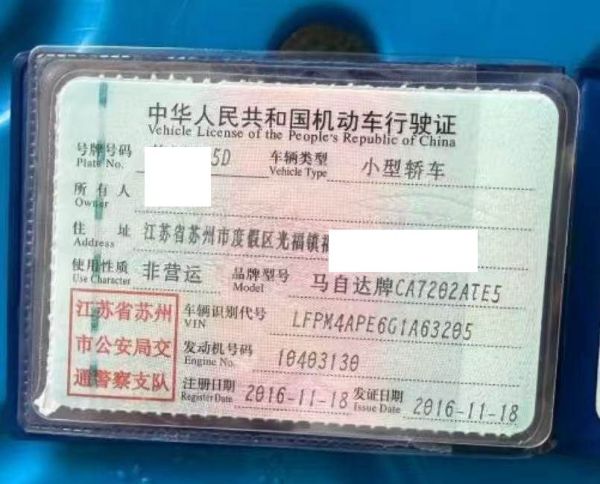 中华人民共和国机动车行驶证
Vehicle License of the People's Republic of China
号牌号码 5D 车辆类型 小型轿车
Plate No. Vehicle Type
所有人
Owner
住址 江苏省苏州市度假区光福镇
Address
使用性质 非营运 品牌型号 马自达牌CA7202ATE5
Use Character Model
江苏省苏州 车辆识别代号 LFPM4APE6G1A63205
VIN
市公安局交 发动机号码 10403130
Engine No.
通警察支队 注册日期 2016-11-18 发证日期 2016-11-18
Register Date Issue Date